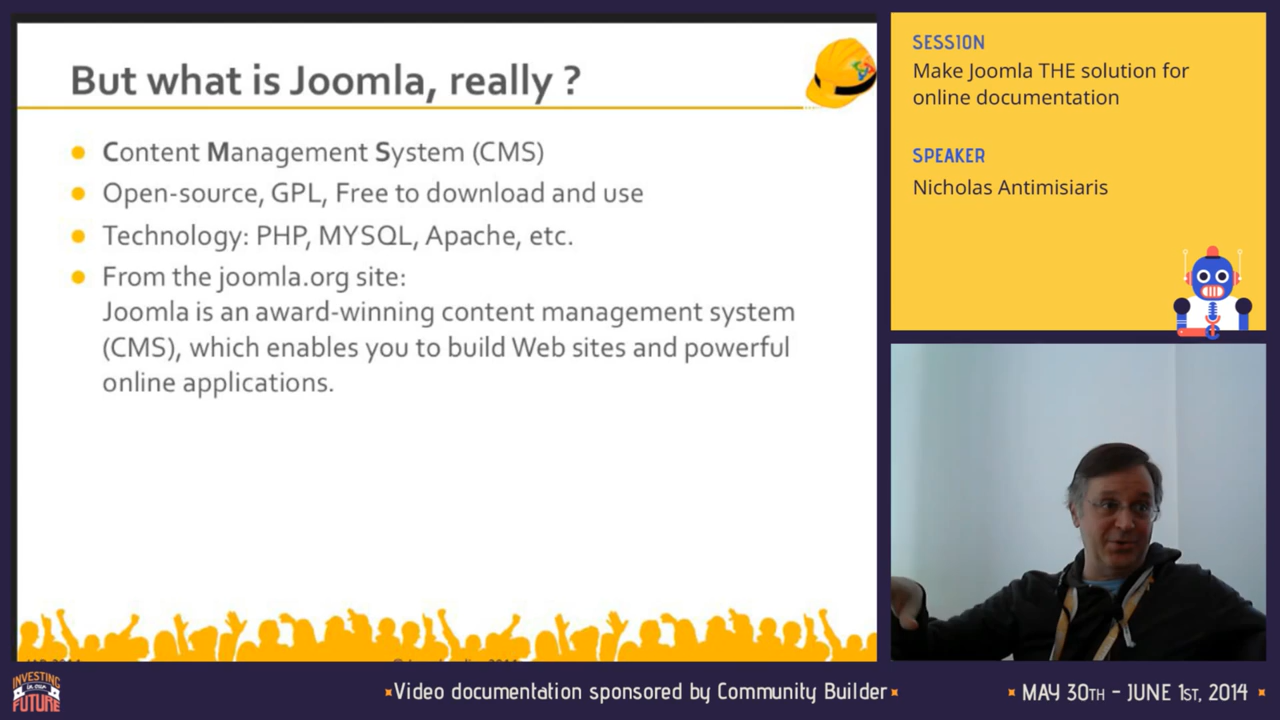 But what is Joomla, really ?
Content Management System (CMS)
Open-source, GPL, Free to download and use
Technology: PHP, MYSQL, Apache, etc.
From the joomla.org site:
Joomla is an award-winning content management system
(CMS), which enables you to build Web sites and powerful
online applications.
SESSION
Make Joomla THE solution for
online documentation
SPEAKER
Nicholas Antimisiaris
INVESTING
IN OUR
FUTURE
Video documentation sponsored by Community Builder
MAY 30TH - JUNE 1ST, 2014